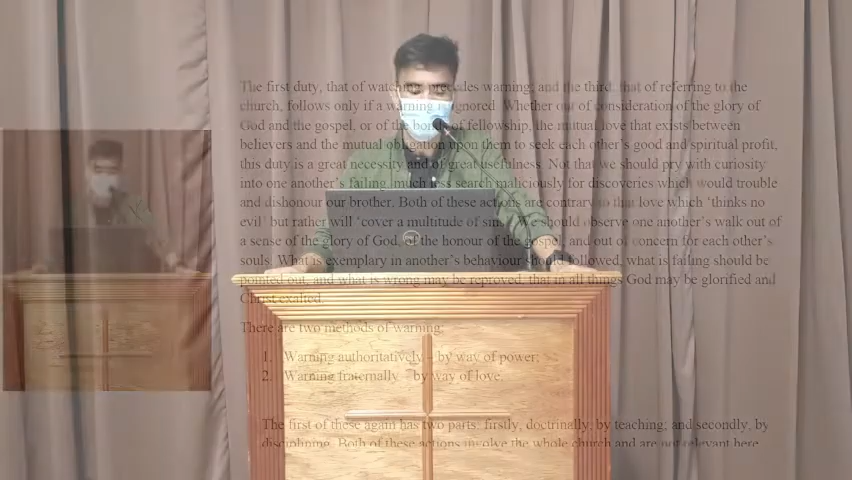 The first duty, that of watching, precedes warning; and the third, that of referring to the
church, follows only if a warning is ignored. Whether out of consideration of the glory of
God and the gospel, or of the bond of fellowship, the mutual love that exists between
believers and the mutual obligation upon them to seek each other's good and spiritual profit,
this duty is a great necessity and of great usefulness. Not that we should pry with curiosity
into one another's failing, much less search maliciously for discoveries which would trouble
and dishonour our brother. Both of these actions are contrary to that love which 'thinks no
evil' but rather will 'cover a multitude of sins'. We should observe one another's walk out of
a sense of the glory of God, of the honour of the gospel, and out of concern for each other's
souls. What is exemplary in another's behaviour should followed, what is failing should be
pointed out, and what is wrong may be reproved, that in all things God may be glorified and
Christ exalted.
There are two methods of warning:
1. Warning authoritatively – by way of power;
2. Warning fraternally – by way of love.
The first of these again has two parts: firstly, doctrinally, by teaching; and secondly, by
disciplining. Both of these actions involve the whole church and are not relevant here.